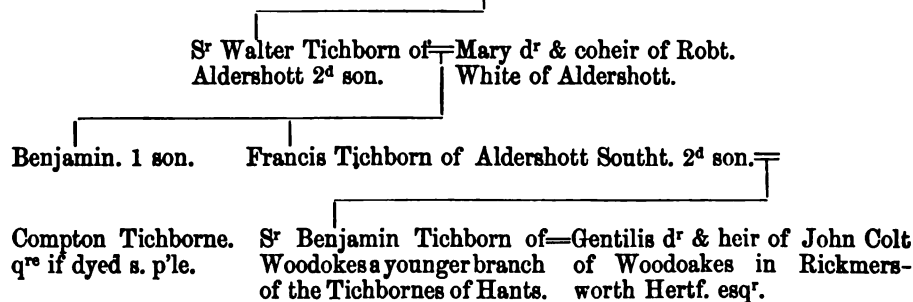 Sʳ Walter Tichborn of Aldershott 2ᵈ son.
Mary dʳ & coheir of Robt. White of Aldershott.
Benjamin. 1 son.
Francis Tichborn of Aldershott Southt. 2ᵈ son.
Compton Tichborne.
qʳᵉ if dyed s. p'le.
Sʳ Benjamin Tichborn of
Woodokes a younger branch
of the Tichbornes of Hants.
Gentilis dʳ & heir of John Colt
of Woodoakes in Rickmers-
worth Hertf. esqʳ.